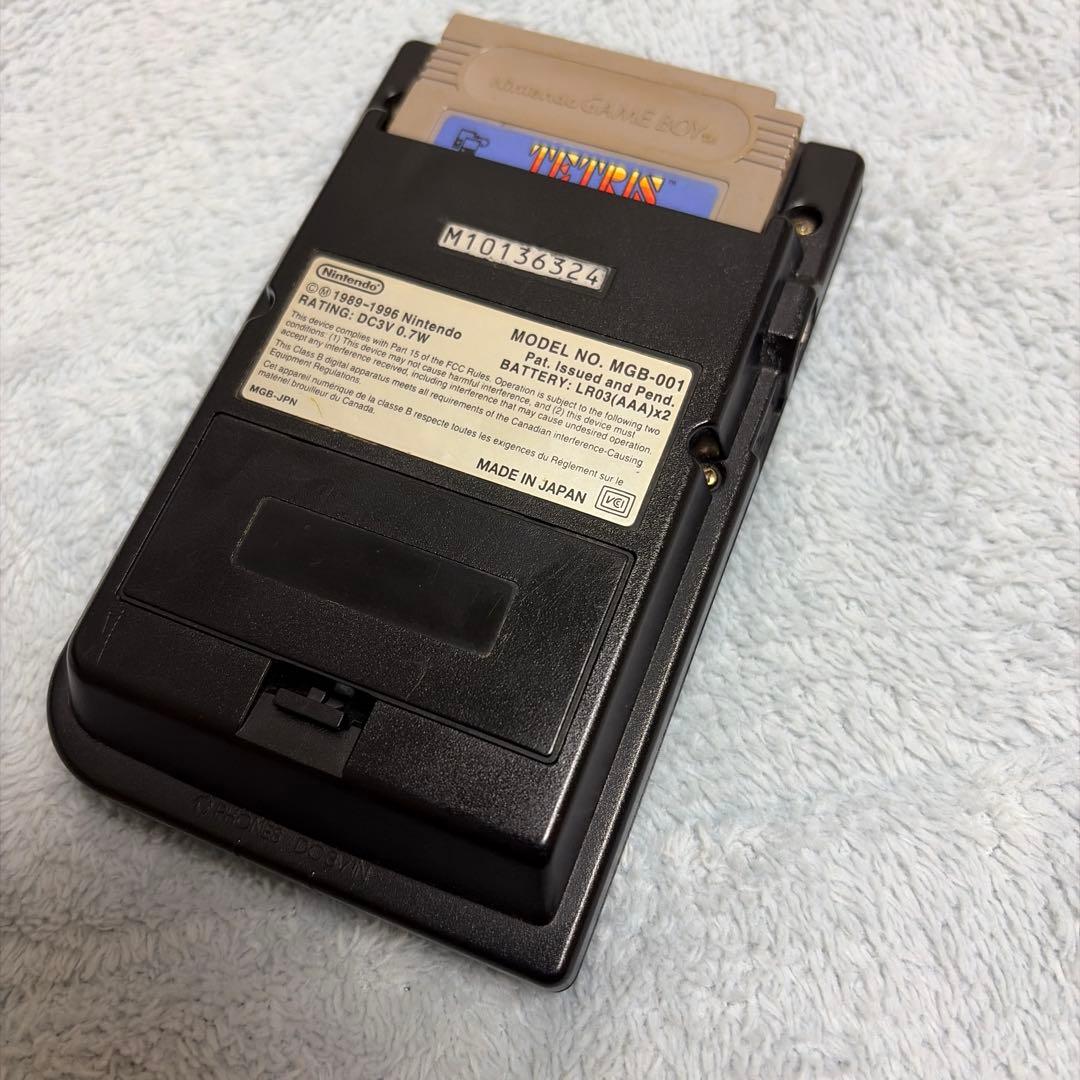 Nintendo GAME BOY™
TETRIS™
M10136324
Nintendo
©Ⓜ 1989~1996 Nintendo
RATING: DC3V 0.7W
MODEL NO. MGB-001
Pat. Issued and Pend.
BATTERY: LR03(AAA)x2
This device complies with Part 15 of the FCC Rules. Operation is subject to the following two
conditions: (1) This device may not cause harmful interference, and (2) this device must
accept any interference received, including interference that may cause undesired operation.
This Class B digital apparatus meets all requirements of the Canadian interference-Causing
Equipment Regulations.
Cet appareil numérique de la classe B respecte toutes les exigences du Réglement sur le
matériel brouilleur du Canada.
MGB-JPN
MADE IN JAPAN
VCI
PHONES DC 3V IN